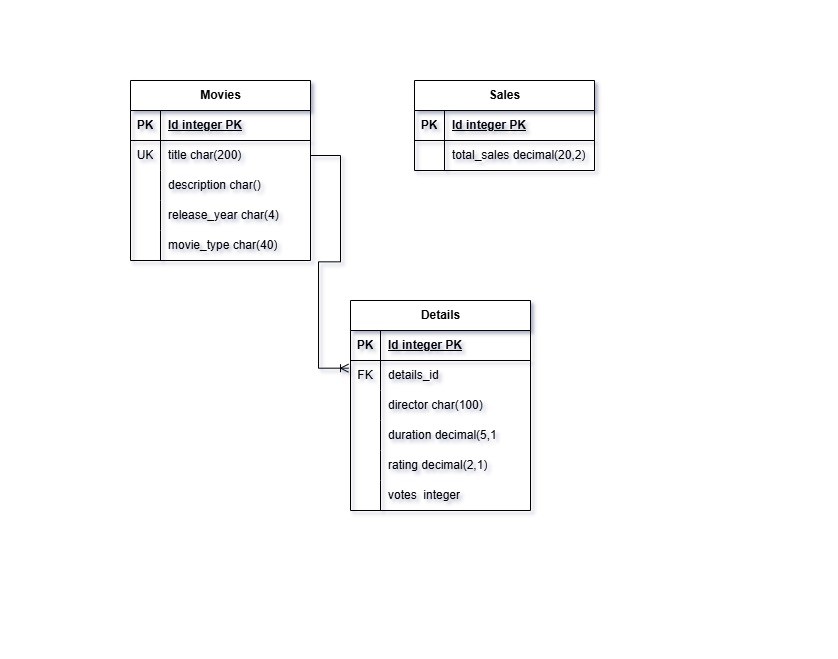 Movies
PK Id integer PK
UK title char(200)
description char()
release_year char(4)
movie_type char(40)
Sales
PK Id integer PK
total_sales decimal(20,2)
Details
PK Id integer PK
FK details_id
director char(100)
duration decimal(5,1
rating decimal(2,1)
votes  integer